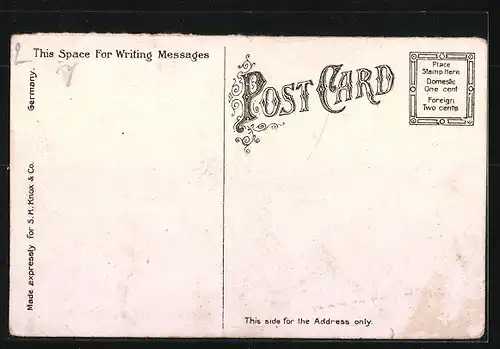 2
This Space For Writing Messages
POST CARD
Place
Stamp Here
Domestic
One cent
Foreign
Two cents
Made expressly for S. H. Knox & Co. Germany.
This side for the Address only.